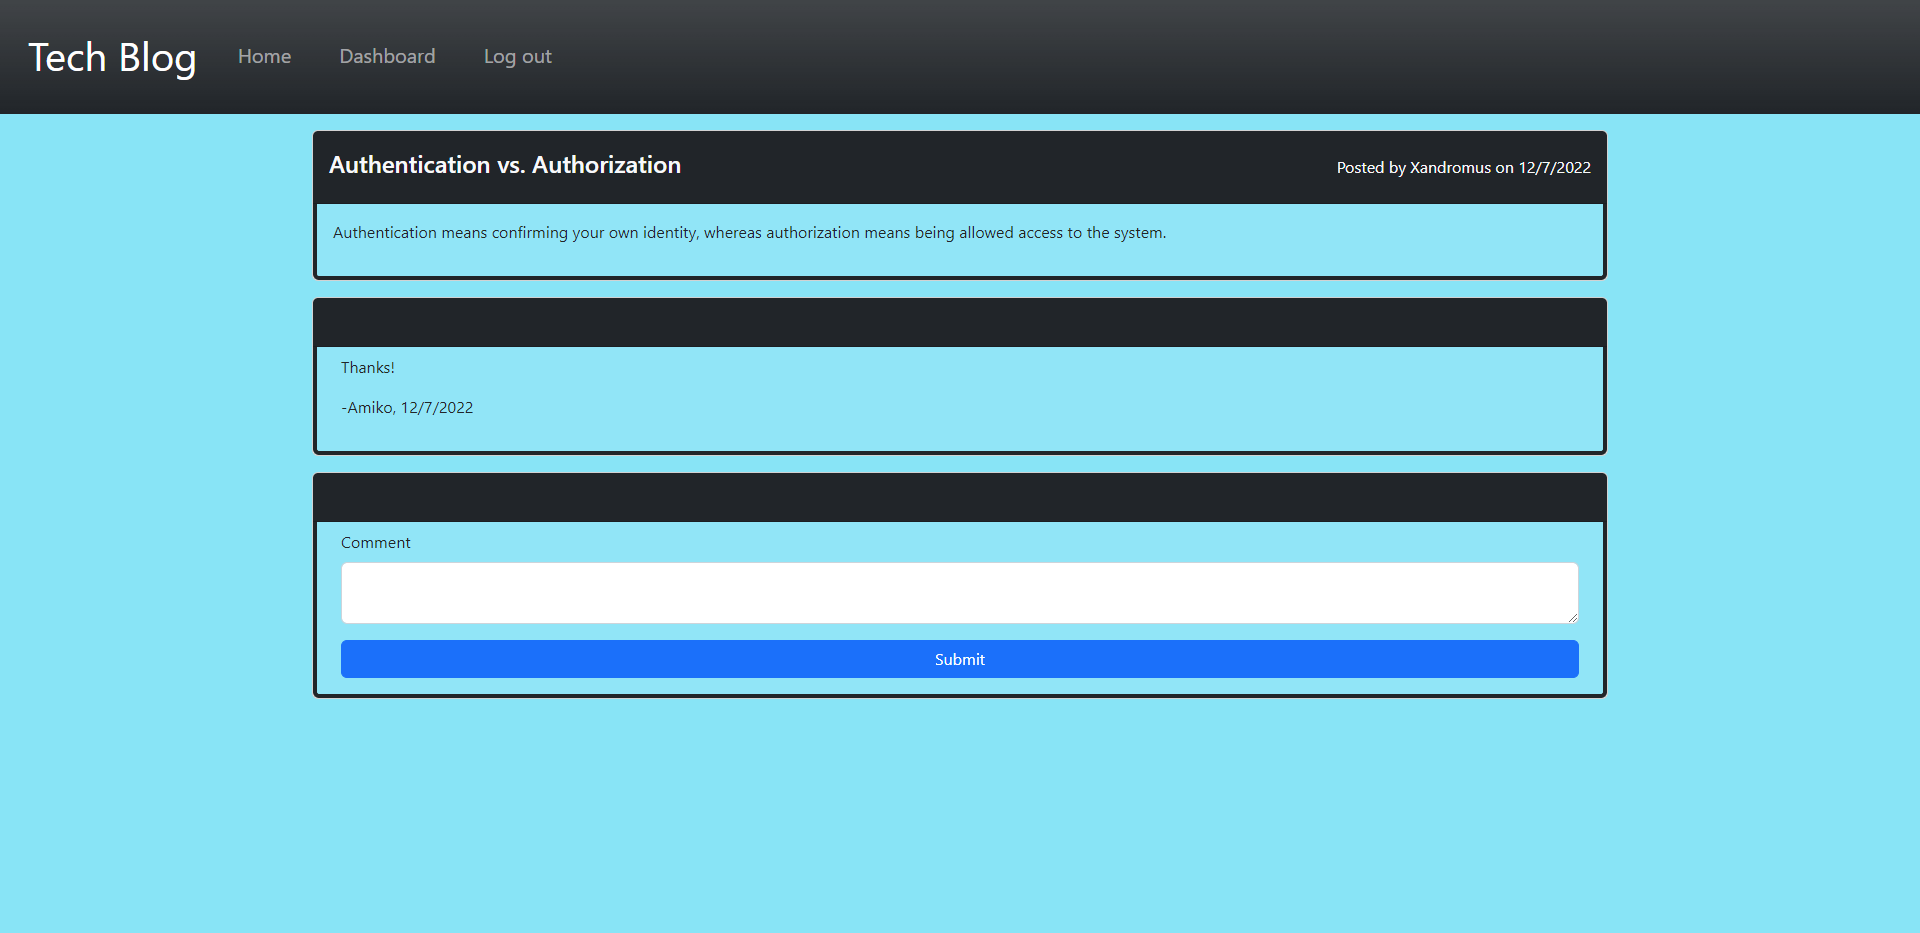 Tech Blog Home Dashboard Log out
Authentication vs. Authorization Posted by Xandromus on 12/7/2022
Authentication means confirming your own identity, whereas authorization means being allowed access to the system.
Thanks!
-Amiko, 12/7/2022
Comment
Submit